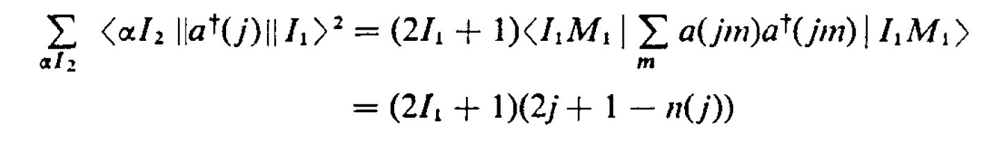 ∑_{αI₂} ⟨αI₂ ‖a†(j)‖ I₁⟩² = (2I₁ + 1)⟨I₁M₁ | ∑_m a(jm)a†(jm) | I₁M₁⟩
= (2I₁ + 1)(2j + 1 − n(j))